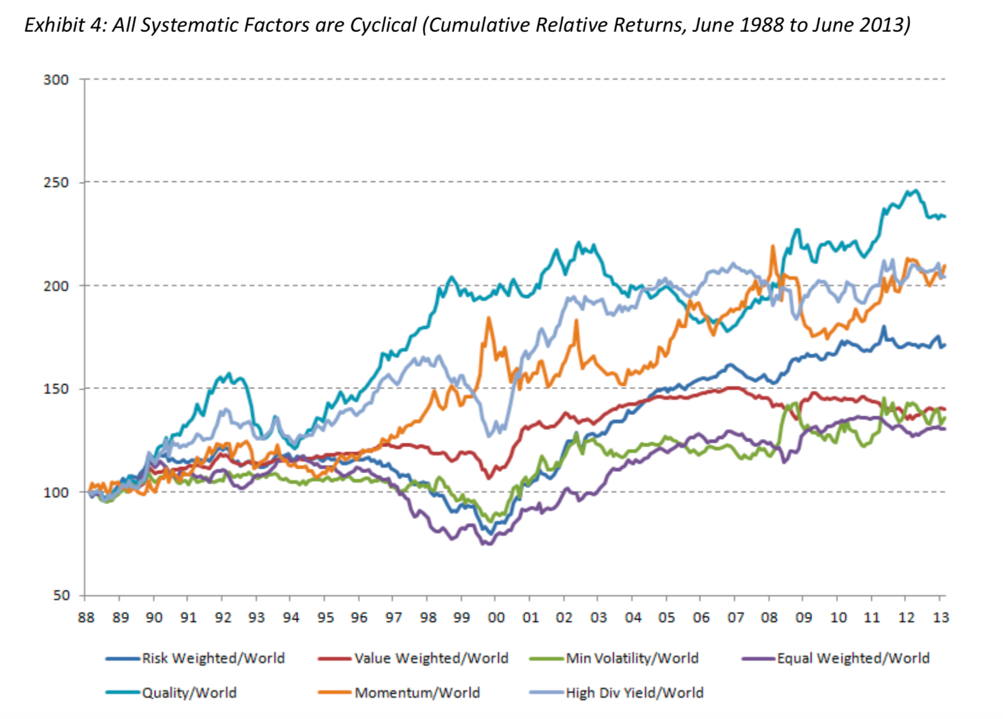 Exhibit 4: All Systematic Factors are Cyclical (Cumulative Relative Returns, June 1988 to June 2013)
300
250
200
150
100
50
88 89 90 91 92 93 94 95 96 97 98 99 00 01 02 03 04 05 06 07 08 09 10 11 12 13
Risk Weighted/World Value Weighted/World Min Volatility/World Equal Weighted/World
Quality/World Momentum/World High Div Yield/World